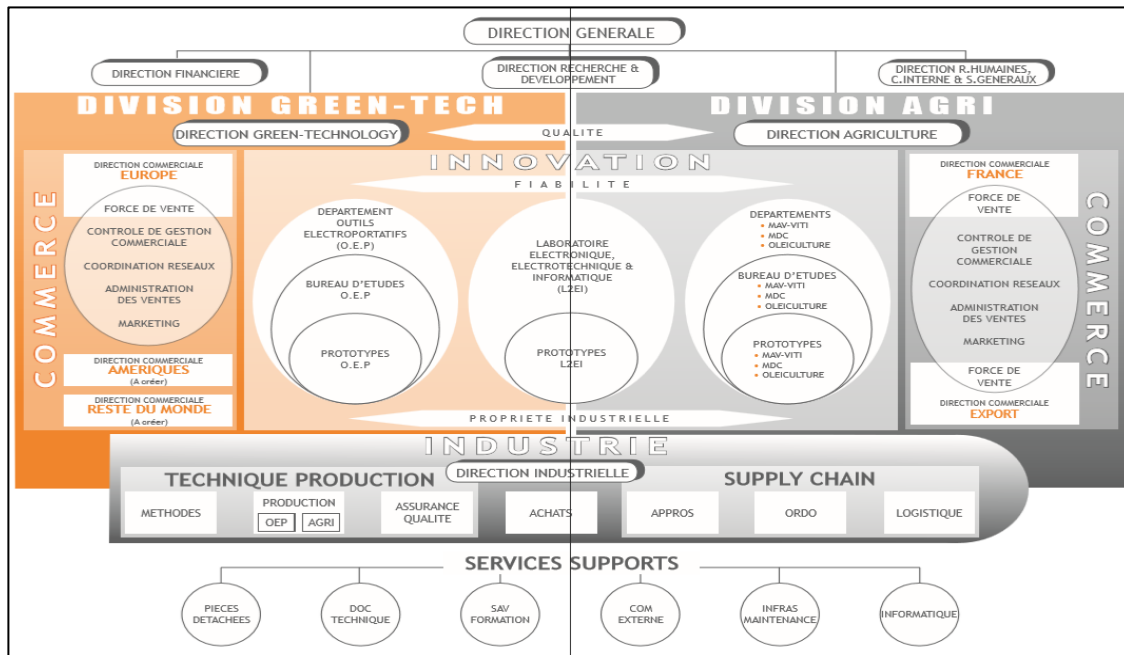 DIRECTION GENERALE
DIRECTION FINANCIERE
DIRECTION RECHERCHE &
DEVELOPPEMENT
DIRECTION R.HUMAINES,
C.INTERNE & S.GENERAUX
DIVISION GREEN-TECH
DIVISION AGRI
DIRECTION GREEN-TECHNOLOGY
QUALITE
DIRECTION AGRICULTURE
INNOVATION
FIABILITE
COMMERCE
DIRECTION COMMERCIALE
EUROPE
FORCE DE VENTE
CONTROLE DE GESTION
COMMERCIALE
COORDINATION RESEAUX
ADMINISTRATION
DES VENTES
MARKETING
DIRECTION COMMERCIALE
AMERIQUES
(A créer)
DIRECTION COMMERCIALE
RESTE DU MONDE
(A créer)
DEPARTEMENT
OUTILS
ELECTROPORTATIFS
(O.E.P)
BUREAU D'ETUDES
O.E.P
PROTOTYPES
O.E.P
LABORATOIRE
ELECTRONIQUE,
ELECTROTECHNIQUE &
INFORMATIQUE
(L2EI)
PROTOTYPES
L2EI
DEPARTEMENTS
• MAV-VITI
• MDC
• OLEICULTURE
BUREAU D'ETUDES
• MAV-VITI
• MDC
• OLEICULTURE
PROTOTYPES
• MAV-VITI
• MDC
• OLEICULTURE
DIRECTION COMMERCIALE
FRANCE
FORCE DE
VENTE
CONTROLE DE
GESTION
COMMERCIALE
COORDINATION RESEAUX
ADMINISTRATION
DES VENTES
MARKETING
FORCE DE
VENTE
DIRECTION COMMERCIALE
EXPORT
COMMERCE
PROPRIETE INDUSTRIELLE
INDUSTRIE
DIRECTION INDUSTRIELLE
TECHNIQUE PRODUCTION
SUPPLY CHAIN
METHODES
PRODUCTION
OEP
AGRI
ASSURANCE
QUALITE
ACHATS
APPROS
ORDO
LOGISTIQUE
SERVICES SUPPORTS
PIECES
DETACHEES
DOC
TECHNIQUE
SAV
FORMATION
COM
EXTERNE
INFRAS
MAINTENANCE
INFORMATIQUE